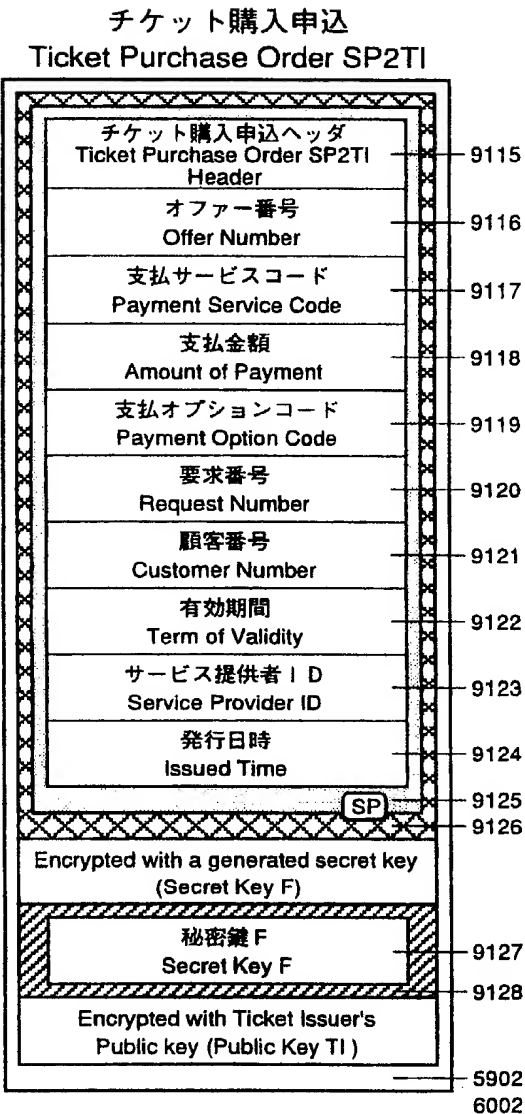 チケット購入申込
Ticket Purchase Order SP2TI
チケット購入申込ヘッダ
Ticket Purchase Order SP2TI
Header
9115
オファー番号
Offer Number
9116
支払サービスコード
Payment Service Code
9117
支払金額
Amount of Payment
9118
支払オプションコード
Payment Option Code
9119
要求番号
Request Number
9120
顧客番号
Customer Number
9121
有効期間
Term of Validity
9122
サービス提供者ID
Service Provider ID
9123
発行日時
Issued Time
9124
SP
9125
9126
Encrypted with a generated secret key
(Secret Key F)
秘密鍵F
Secret Key F
9127
9128
Encrypted with Ticket Issuer's
Public key (Public Key TI )
5902
6002